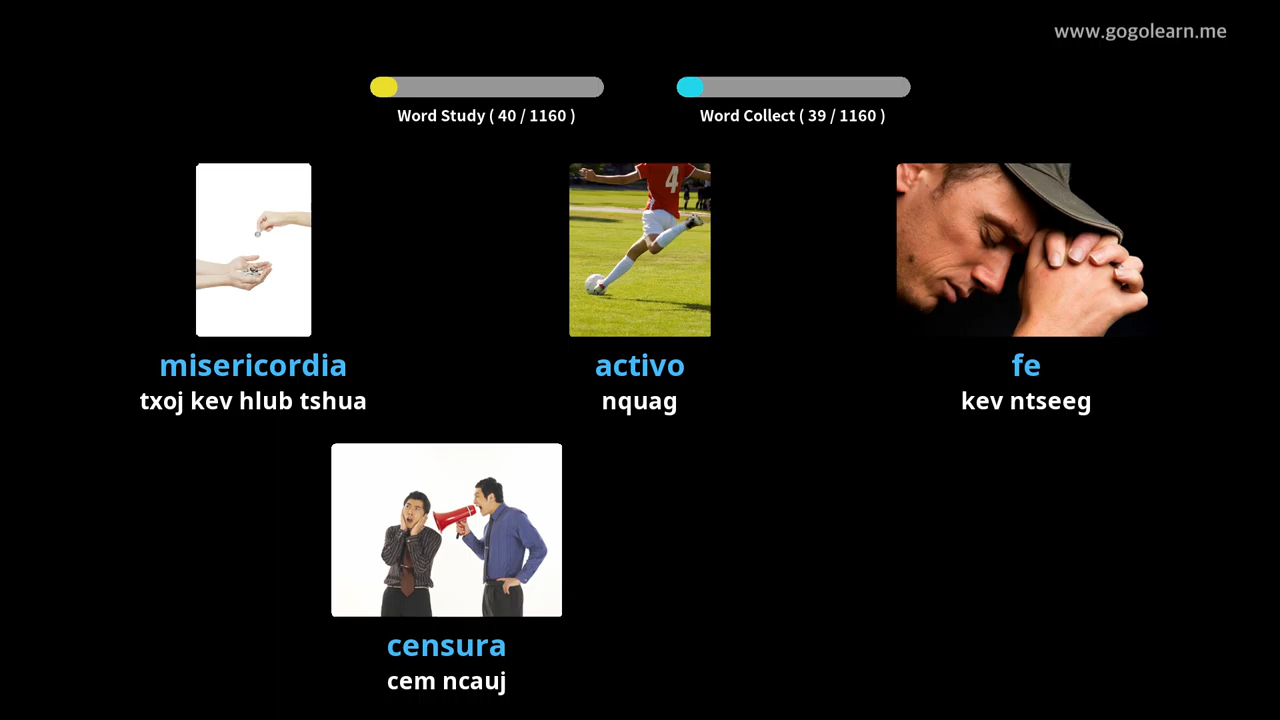 www.gogolearn.me
Word Study ( 40 / 1160 )
Word Collect ( 39 / 1160 )
4
misericordia
txoj kev hlub tshua
activo
nquag
fe
kev ntseeg
censura
cem ncauj